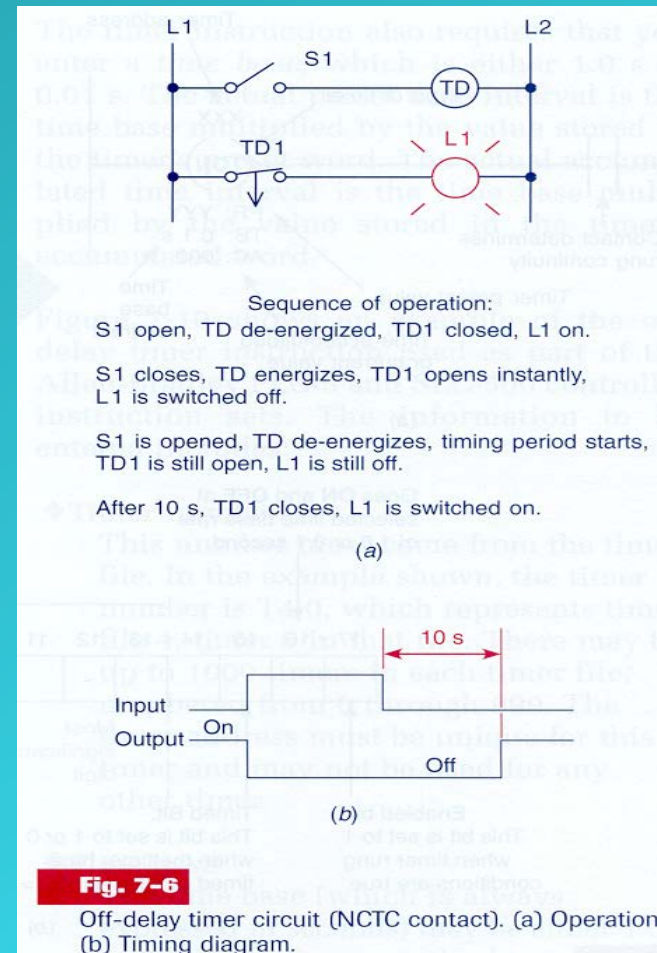 L1
L2
S1
TD
TD1
L1
Sequence of operation:
S1 open, TD de-energized, TD1 closed, L1 on.
S1 closes, TD energizes, TD1 opens instantly,
L1 is switched off.
S1 is opened, TD de-energizes, timing period starts,
TD1 is still open, L1 is still off.
After 10 s, TD1 closes, L1 is switched on.
(a)
10 s
Input
On
Output
Off
(b)
Fig. 7-6
Off-delay timer circuit (NCTC contact). (a) Operation
(b) Timing diagram.